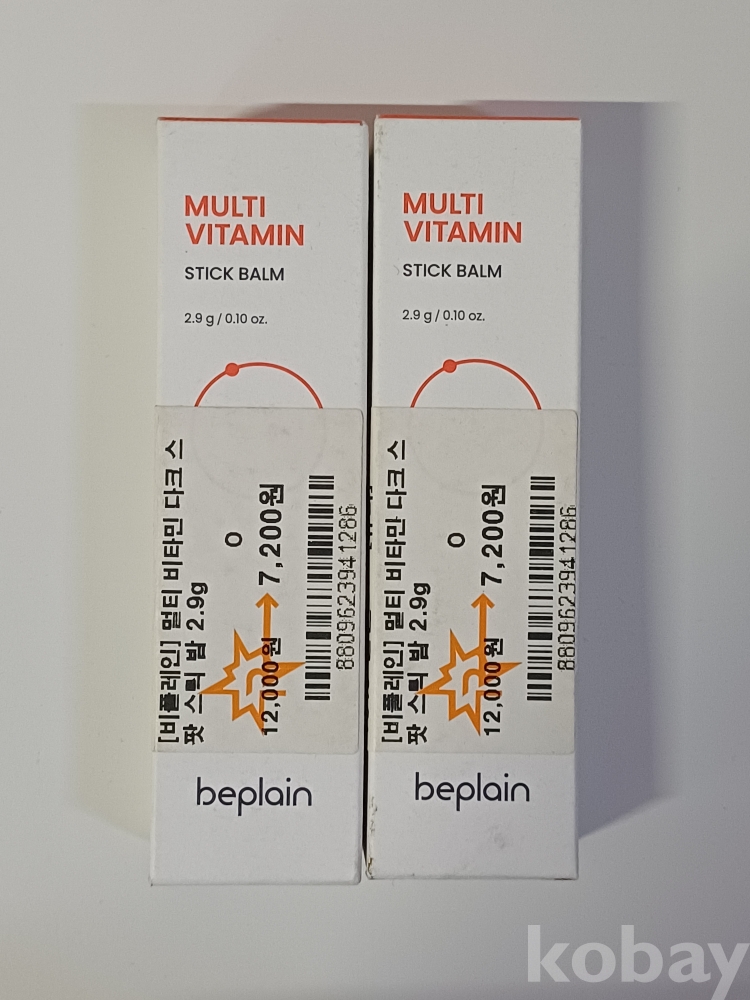 MULTI
VITAMIN
STICK BALM
2.9 g / 0.10 oz.
[비플레인] 멀티 비타민 다크 스
팟 스틱 밤 2.9g
O
12,000원 → 7,200원
8809623941286
beplain
MULTI
VITAMIN
STICK BALM
2.9 g / 0.10 oz.
[비플레인] 멀티 비타민 다크 스
팟 스틱 밤 2.9g
O
12,000원 → 7,200원
8809623941286
beplain
kobay